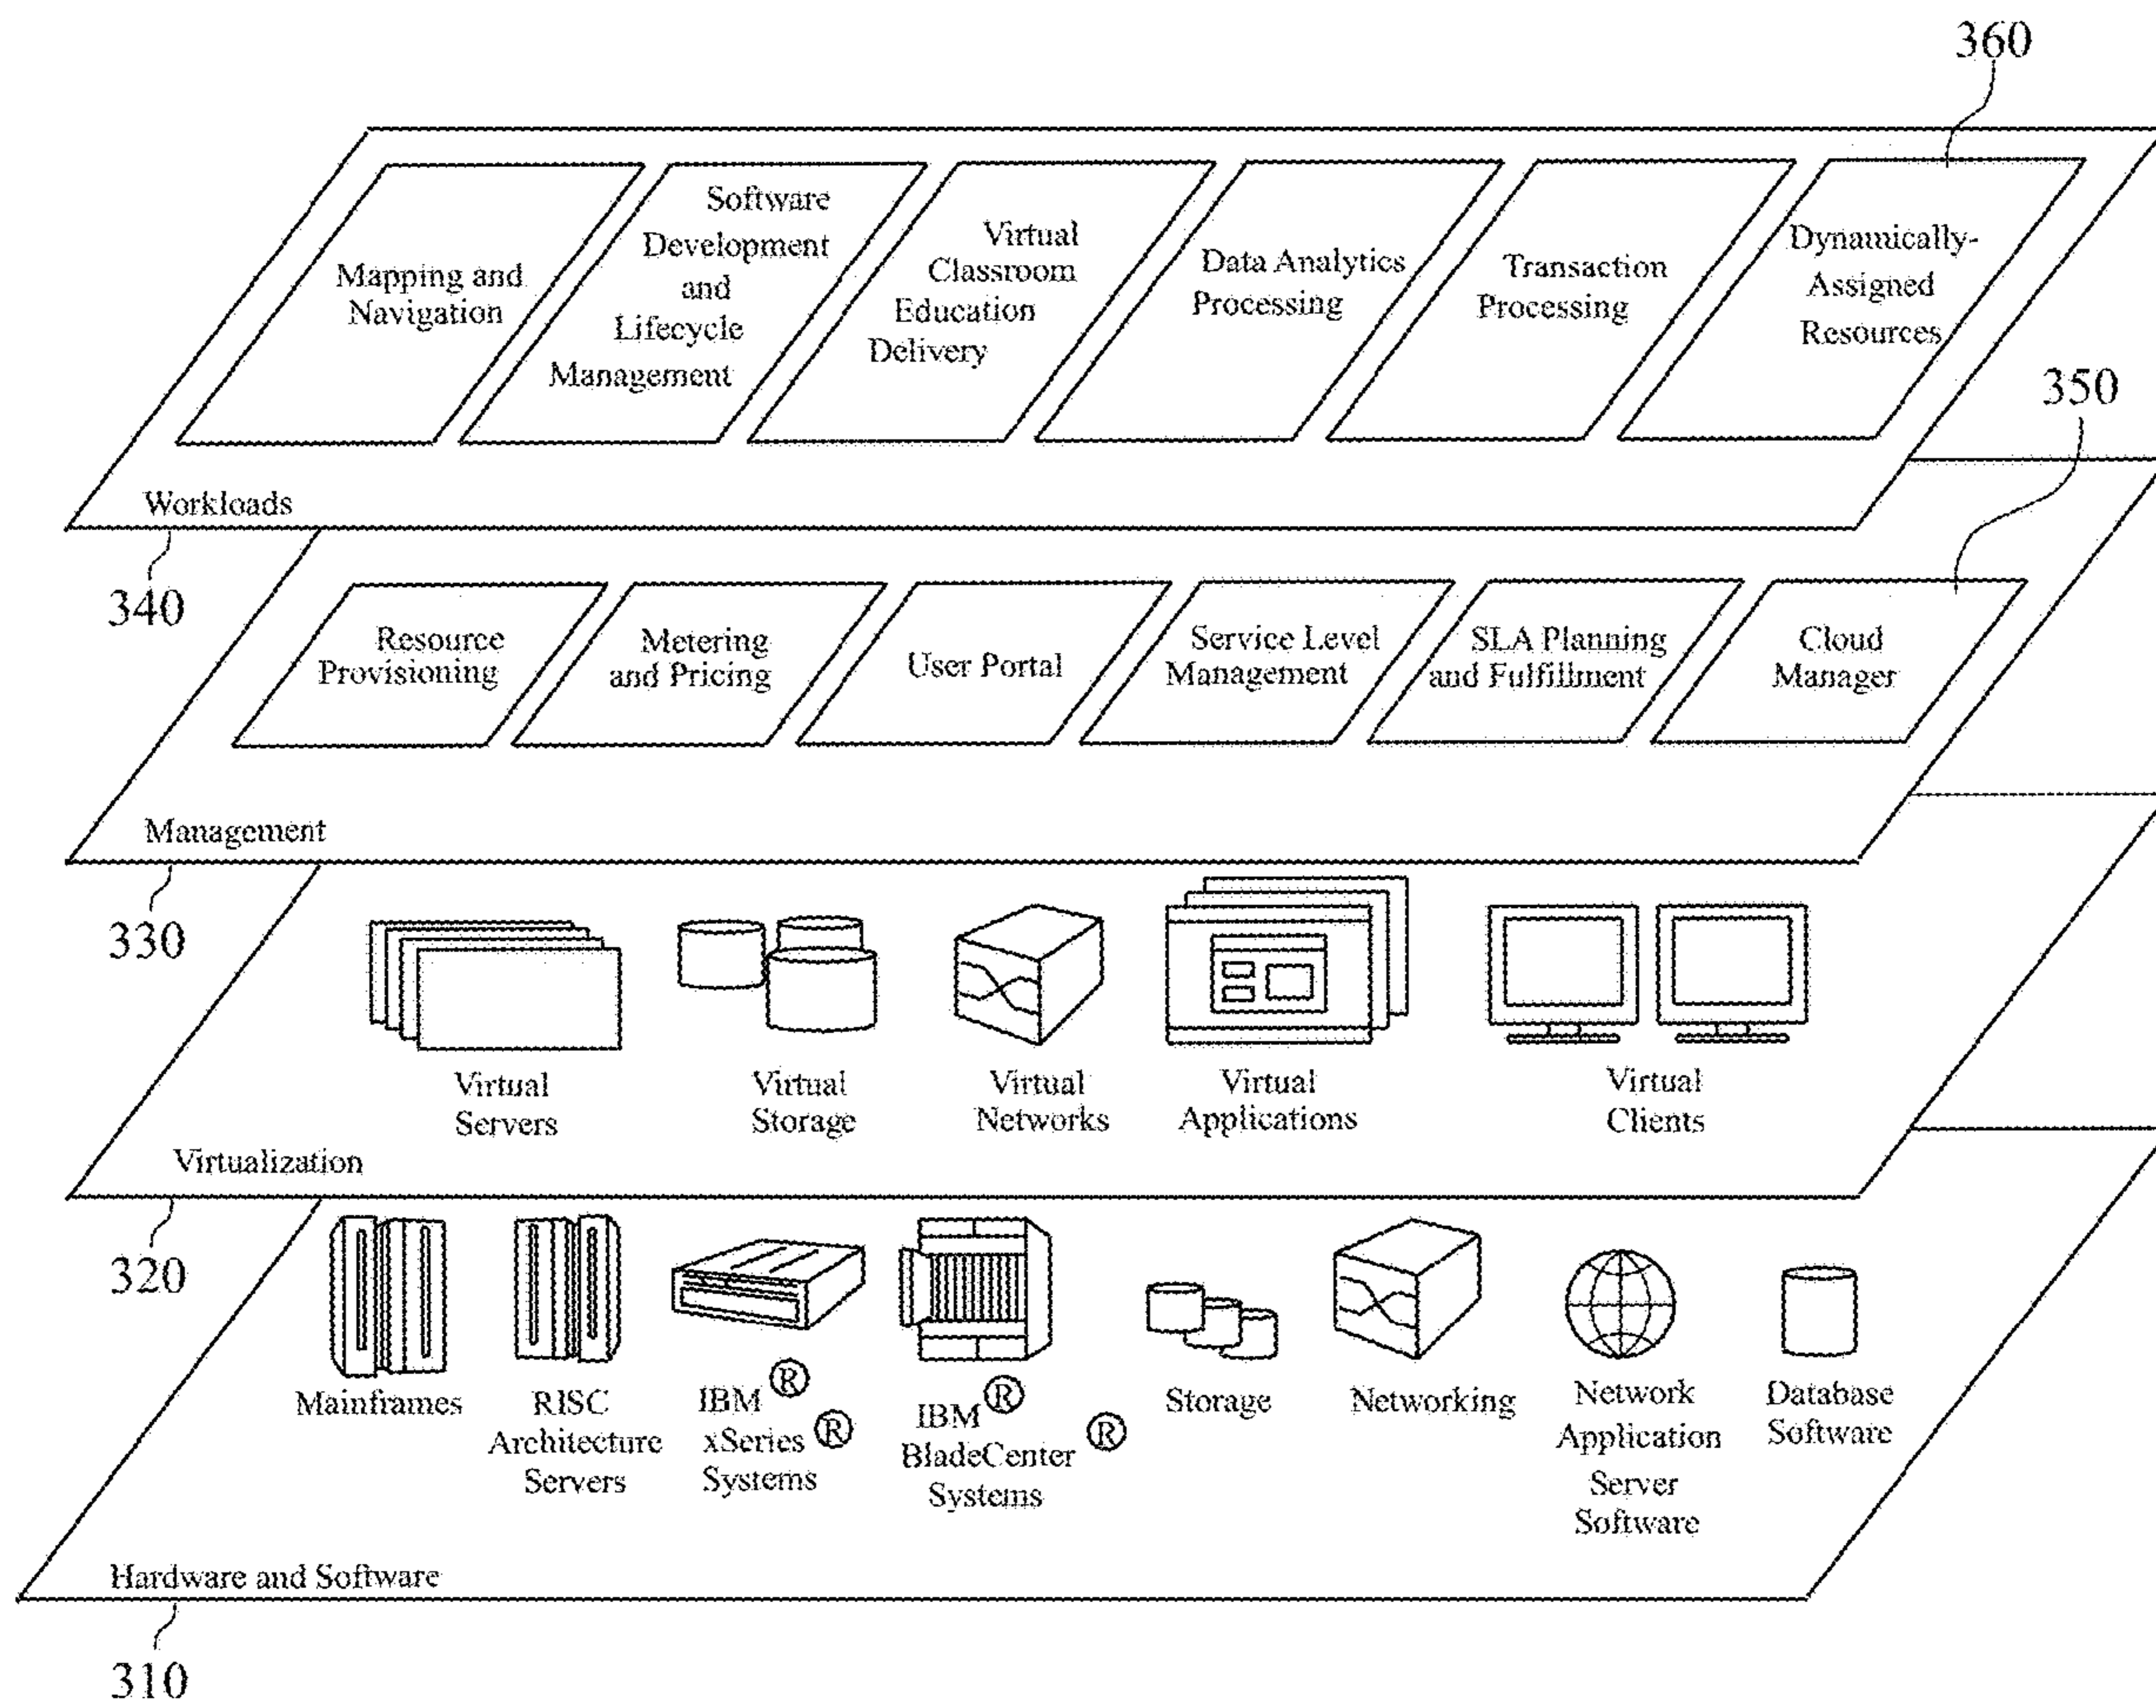 360
Mapping and
Navigation
Software
Development
and
Lifecycle
Management
Virtual
Classroom
Education
Delivery
Data Analytics
Processing
Transaction
Processing
Dynamically-
Assigned
Resources
350
Workloads
340
Resource
Provisioning
Metering
and Pricing
User Portal
Service Level
Management
SLA Planning
and Fulfillment
Cloud
Manager
Management
330
Virtual
Servers
Virtual
Storage
Virtual
Networks
Virtual
Applications
Virtual
Clients
Virtualization
320
Mainframes
RISC
Architecture
Servers
IBM ®
xSeries ®
Systems
IBM ®
BladeCenter ®
Systems
Storage
Networking
Network
Application
Server
Software
Database
Software
Hardware and Software
310